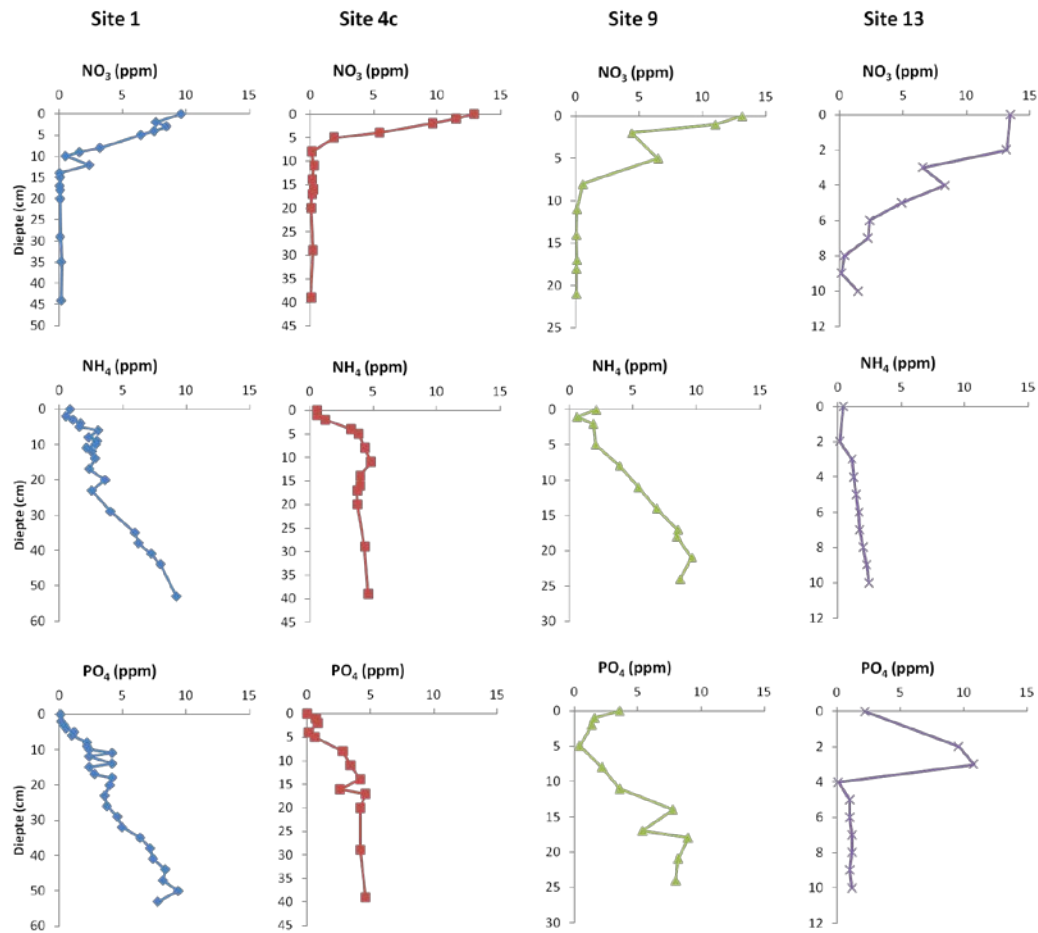 Site 1 Site 4c Site 9 Site 13
NO3 (ppm) NO3 (ppm) NO3 (ppm) NO3 (ppm)
0 5 10 15 0 5 10 15 0 5 10 15 0 5 10 15
Diepte (cm)
0 5 10 15 20 25 30 35 40 45 50
0 5 10 15 20 25 30 35 40 45
0 5 10 15 20 25
0 2 4 6 8 10 12
NH4 (ppm) NH4 (ppm) NH4 (ppm) NH4 (ppm)
0 5 10 15 0 5 10 15 0 5 10 15 0 5 10 15
Diepte (cm)
0 10 20 30 40 50 60
0 5 10 15 20 25 30 35 40 45
0 5 10 15 20 25 30
0 2 4 6 8 10 12
PO4 (ppm) PO4 (ppm) PO4 (ppm) PO4 (ppm)
0 5 10 15 0 5 10 15 0 5 10 15 0 5 10 15
Diepte (cm)
0 10 20 30 40 50 60
0 5 10 15 20 25 30 35 40 45
0 5 10 15 20 25 30
0 2 4 6 8 10 12